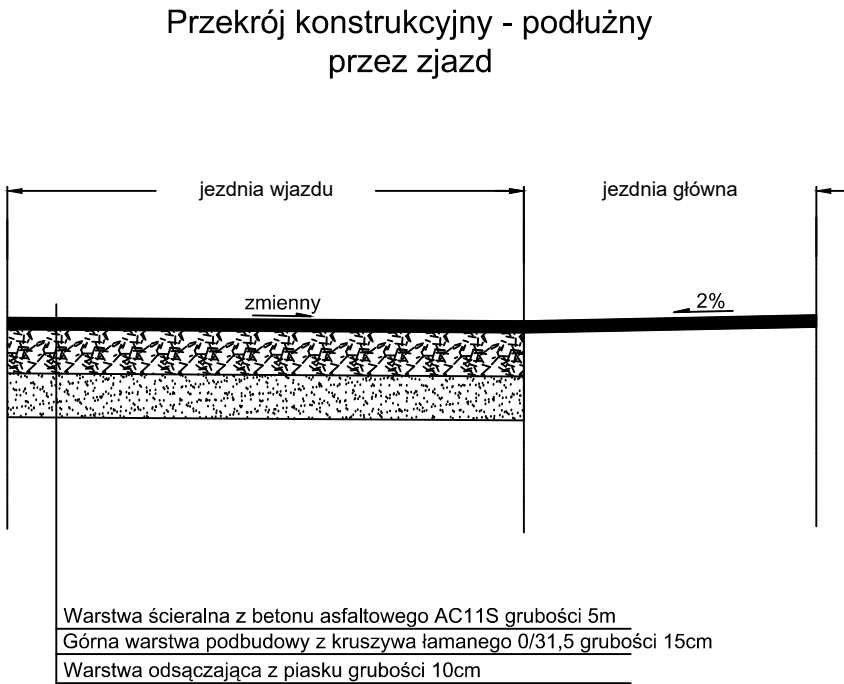 Przekrój konstrukcyjny - podłużny
przez zjazd
jezdnia wjazdu
jezdnia główna
zmienny
2%
Warstwa ścieralna z betonu asfaltowego AC11S grubości 5m
Górna warstwa podbudowy z kruszywa łamanego 0/31,5 grubości 15cm
Warstwa odsączająca z piasku grubości 10cm